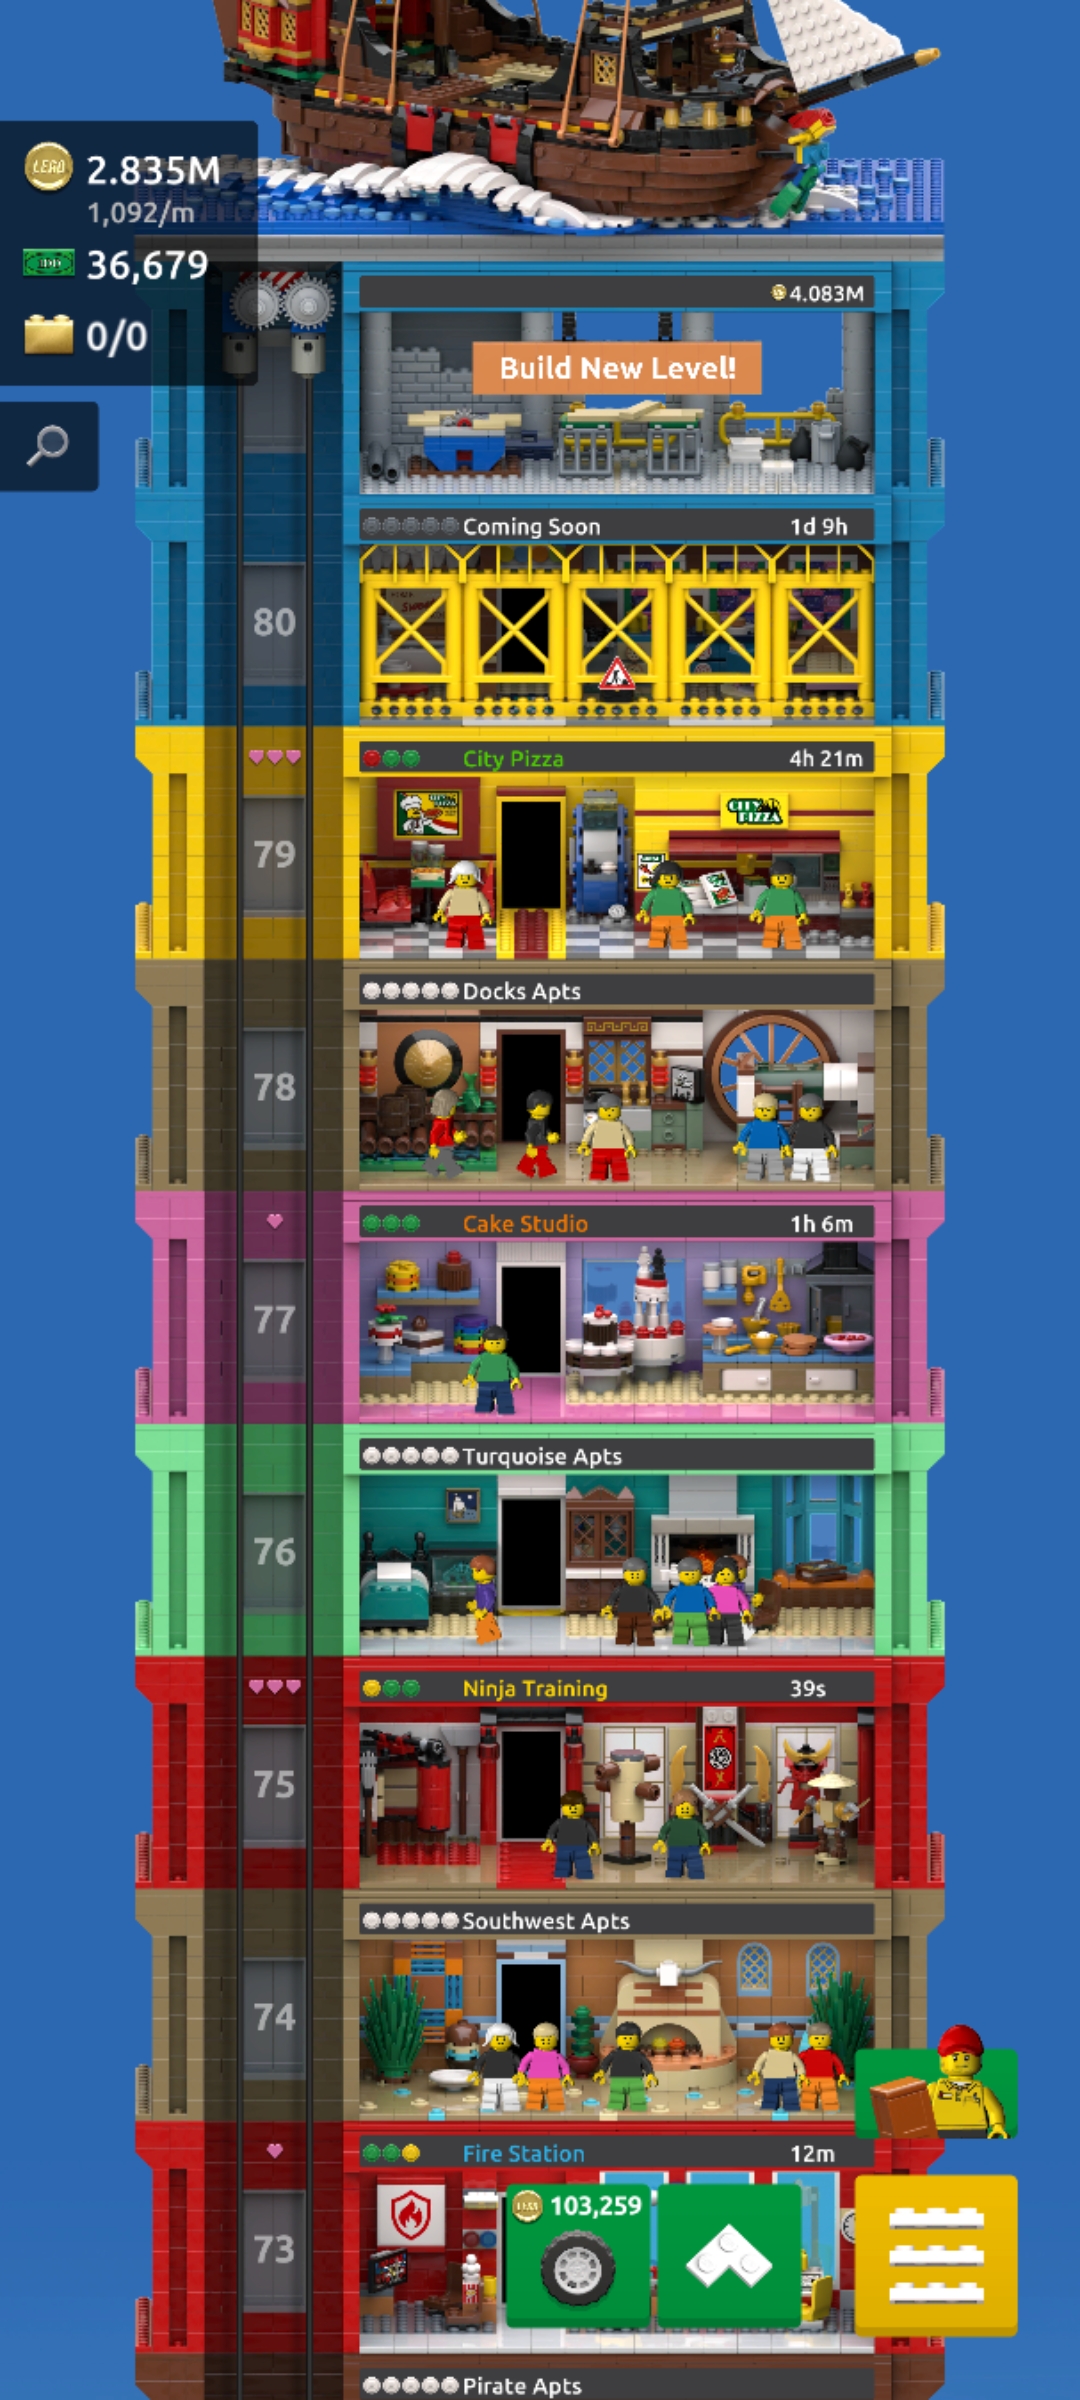 LEGO 2.835M
1,092/m
36,679
0/0
4.083M
Build New Level!
Coming Soon 1d 9h
80
City Pizza 4h 21m
79
CITY PIZZA
Docks Apts
78
Cake Studio 1h 6m
77
Turquoise Apts
76
Ninja Training 39s
75
Southwest Apts
74
Fire Station 12m
73
103,259
Pirate Apts